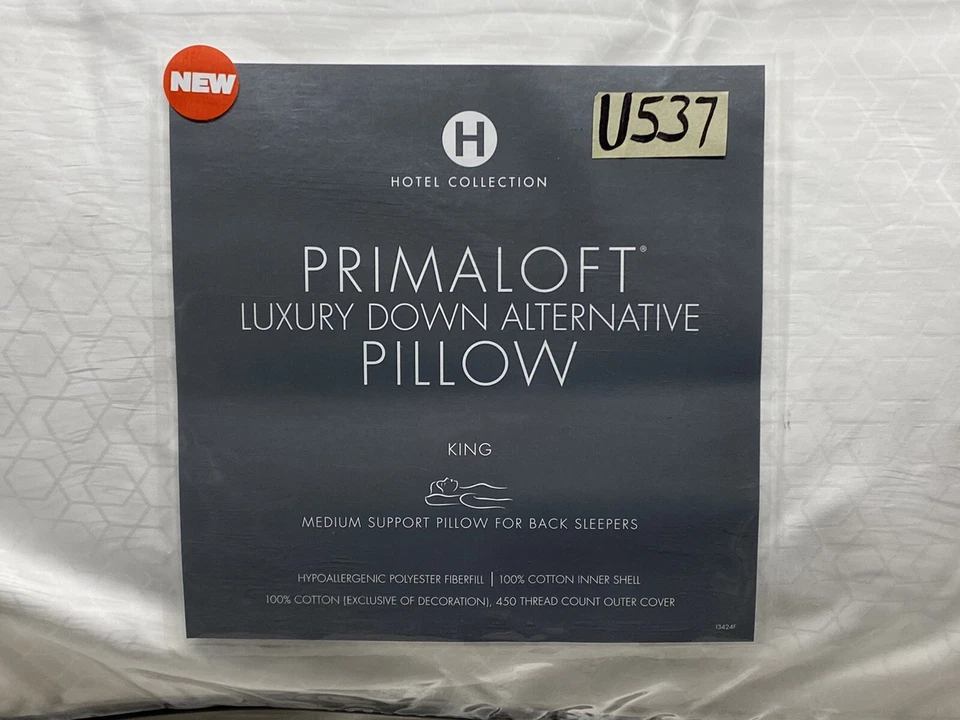 NEW
U537
H
HOTEL COLLECTION
PRIMALOFT®
LUXURY DOWN ALTERNATIVE
PILLOW
KING
MEDIUM SUPPORT PILLOW FOR BACK SLEEPERS
HYPOALLERGENIC POLYESTER FIBERFILL | 100% COTTON INNER SHELL
100% COTTON (EXCLUSIVE OF DECORATION), 450 THREAD COUNT OUTER COVER
I3424F